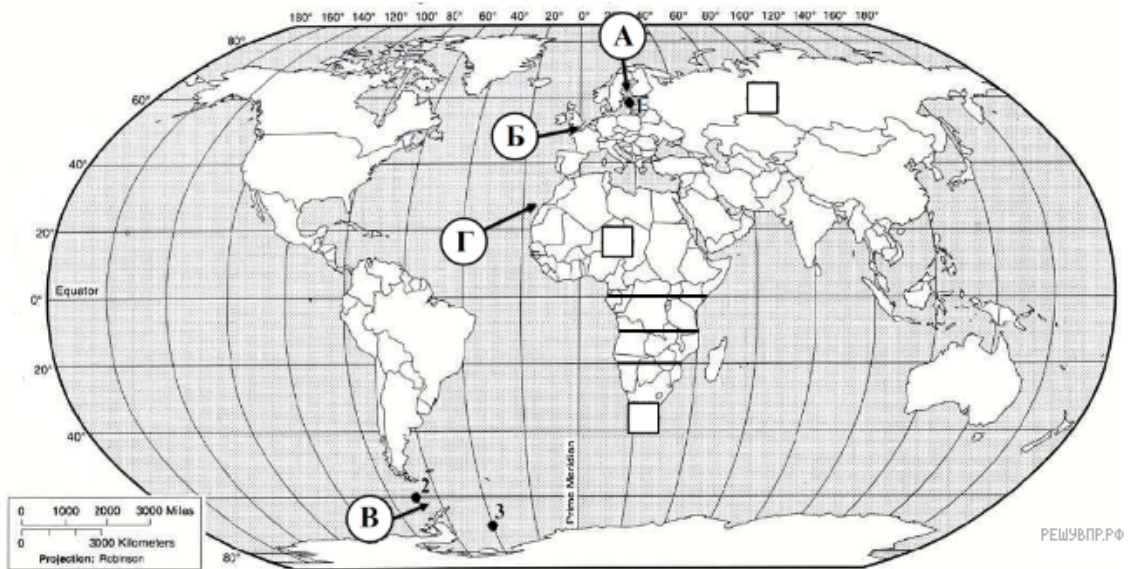 180° 160° 140° 120° 100° 80° 60° 40° 20° 0 20° 40° 60° 80° 100° 120° 140° 160° 180°
А
80°
60°
1
Б
40°
Г
20°
Equator
0°
20°
40°
Prime Meridian
2
В
3
0 1000 2000 3000 Miles
0 3000 Kilometers
Projection: Robinson
80°
РЕШУВПР.РФ